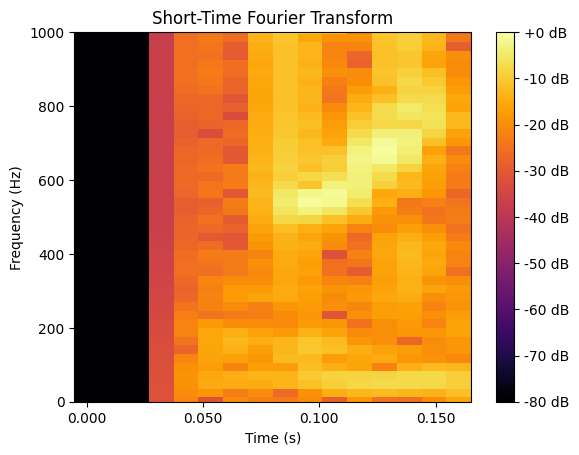 Short-Time Fourier Transform
Frequency (Hz)
1000
800
600
400
200
0
0.000
0.050
0.100
0.150
Time (s)
+0 dB
-10 dB
-20 dB
-30 dB
-40 dB
-50 dB
-60 dB
-70 dB
-80 dB